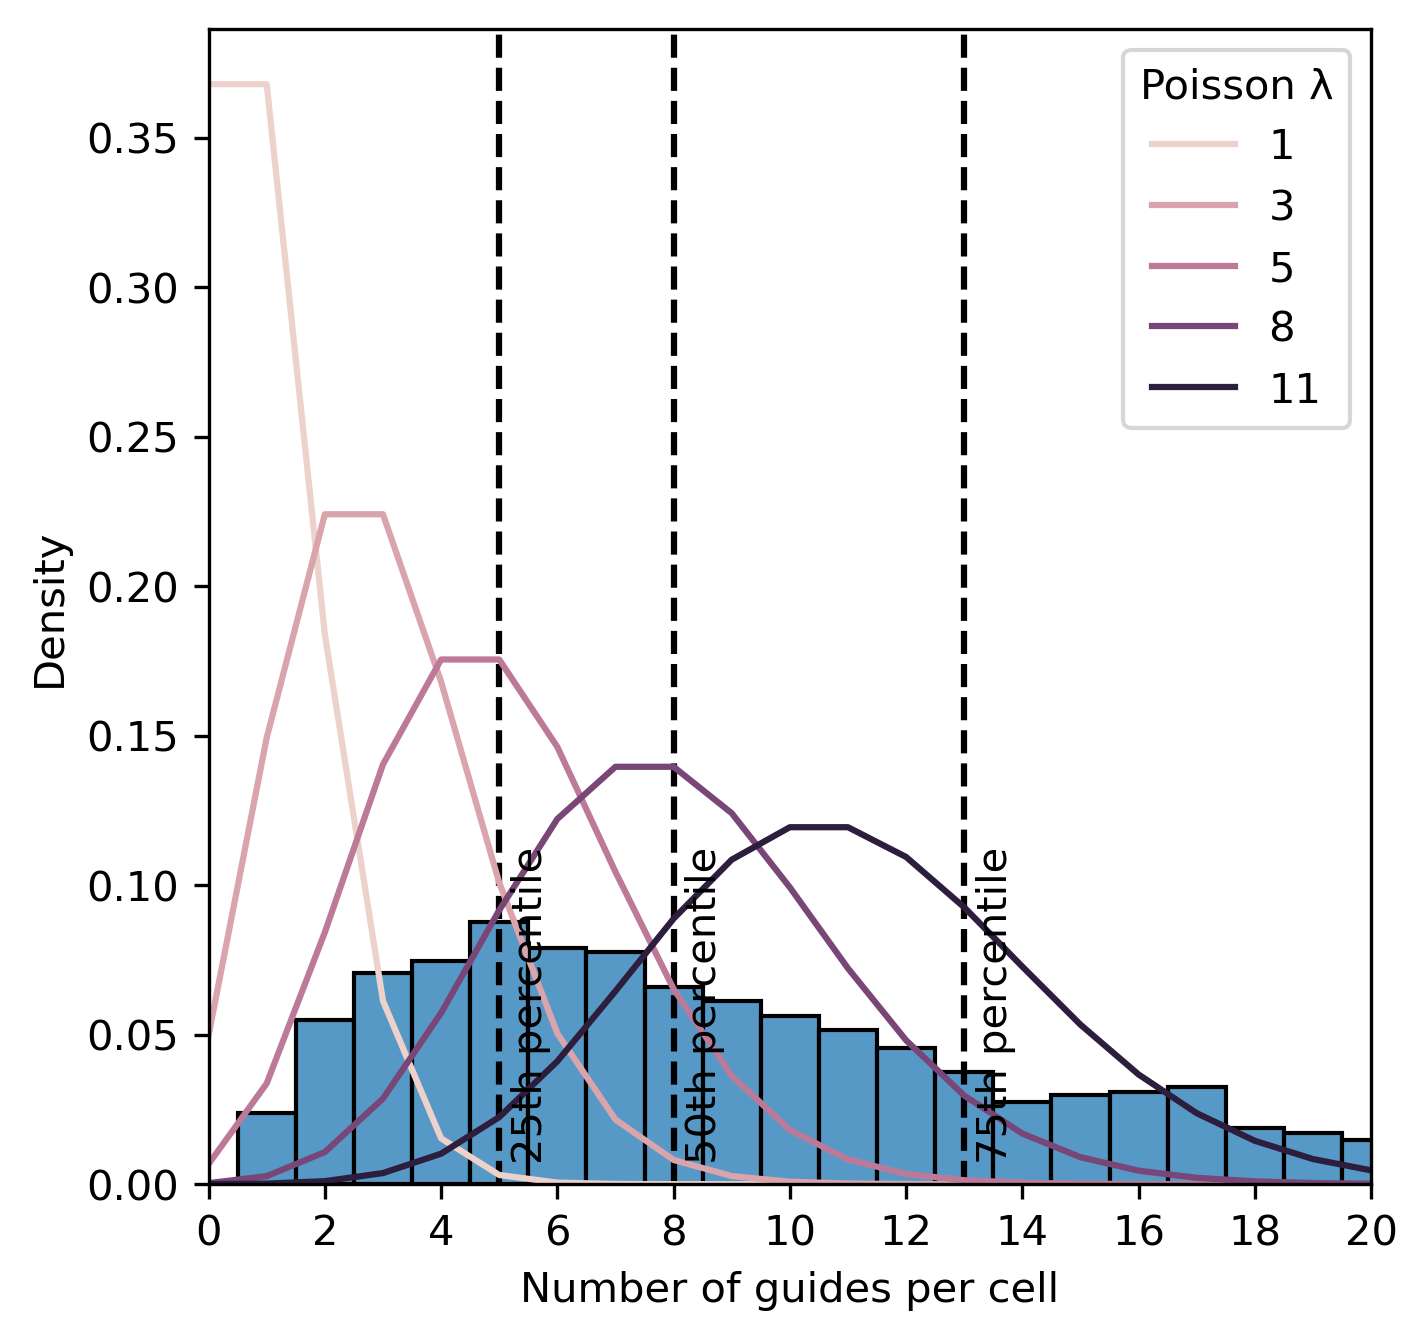 Poisson λ
1
3
5
8
11
0.35
0.30
0.25
0.20
0.15
0.10
0.05
0.00
Density
25th percentile
50th percentile
75th percentile
0 2 4 6 8 10 12 14 16 18 20
Number of guides per cell